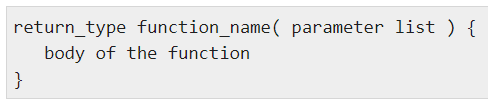 return_type function_name( parameter list ) {
   body of the function
}